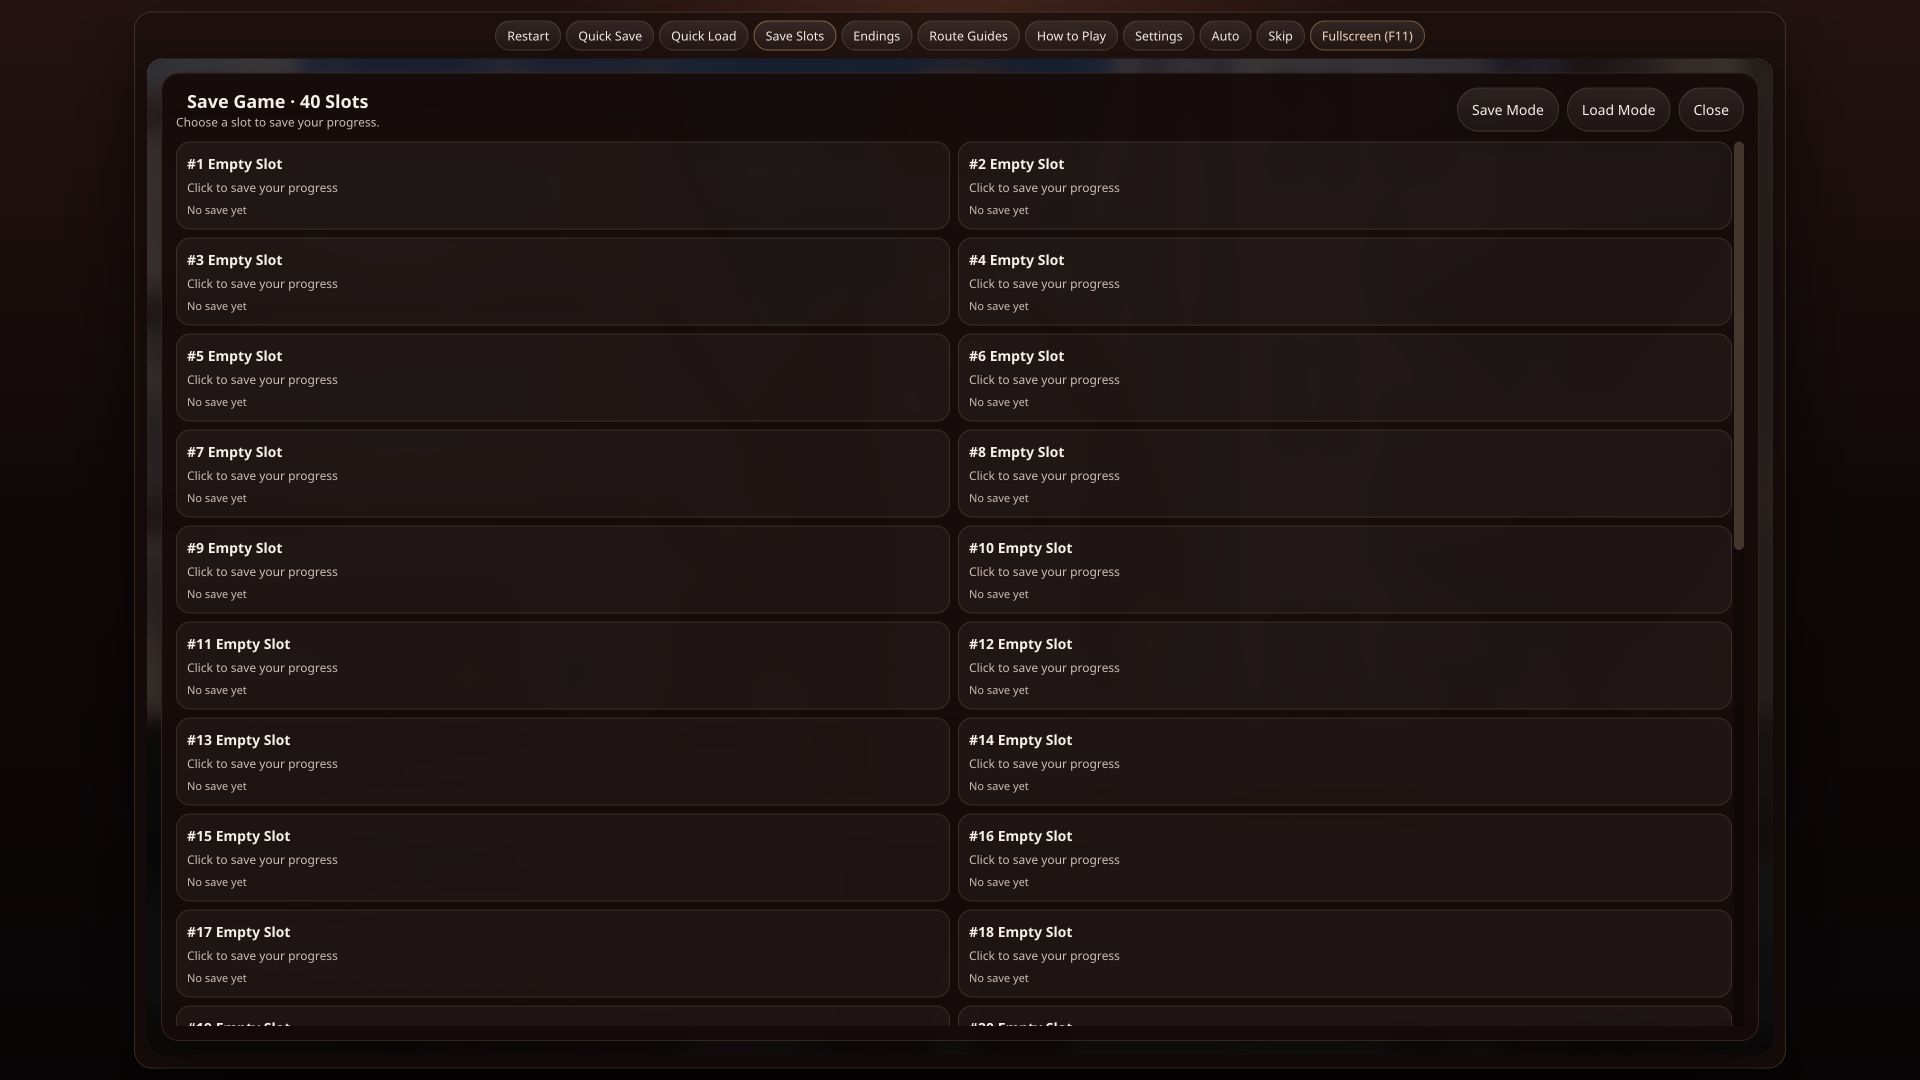 Restart
Quick Save
Quick Load
Save Slots
Endings
Route Guides
How to Play
Settings
Auto
Skip
Fullscreen (F11)
Save Game · 40 Slots
Choose a slot to save your progress.
Save Mode
Load Mode
Close
#1 Empty Slot
Click to save your progress
No save yet
#2 Empty Slot
Click to save your progress
No save yet
#3 Empty Slot
Click to save your progress
No save yet
#4 Empty Slot
Click to save your progress
No save yet
#5 Empty Slot
Click to save your progress
No save yet
#6 Empty Slot
Click to save your progress
No save yet
#7 Empty Slot
Click to save your progress
No save yet
#8 Empty Slot
Click to save your progress
No save yet
#9 Empty Slot
Click to save your progress
No save yet
#10 Empty Slot
Click to save your progress
No save yet
#11 Empty Slot
Click to save your progress
No save yet
#12 Empty Slot
Click to save your progress
No save yet
#13 Empty Slot
Click to save your progress
No save yet
#14 Empty Slot
Click to save your progress
No save yet
#15 Empty Slot
Click to save your progress
No save yet
#16 Empty Slot
Click to save your progress
No save yet
#17 Empty Slot
Click to save your progress
No save yet
#18 Empty Slot
Click to save your progress
No save yet
#19 Empty Slot
#20 Empty Slot